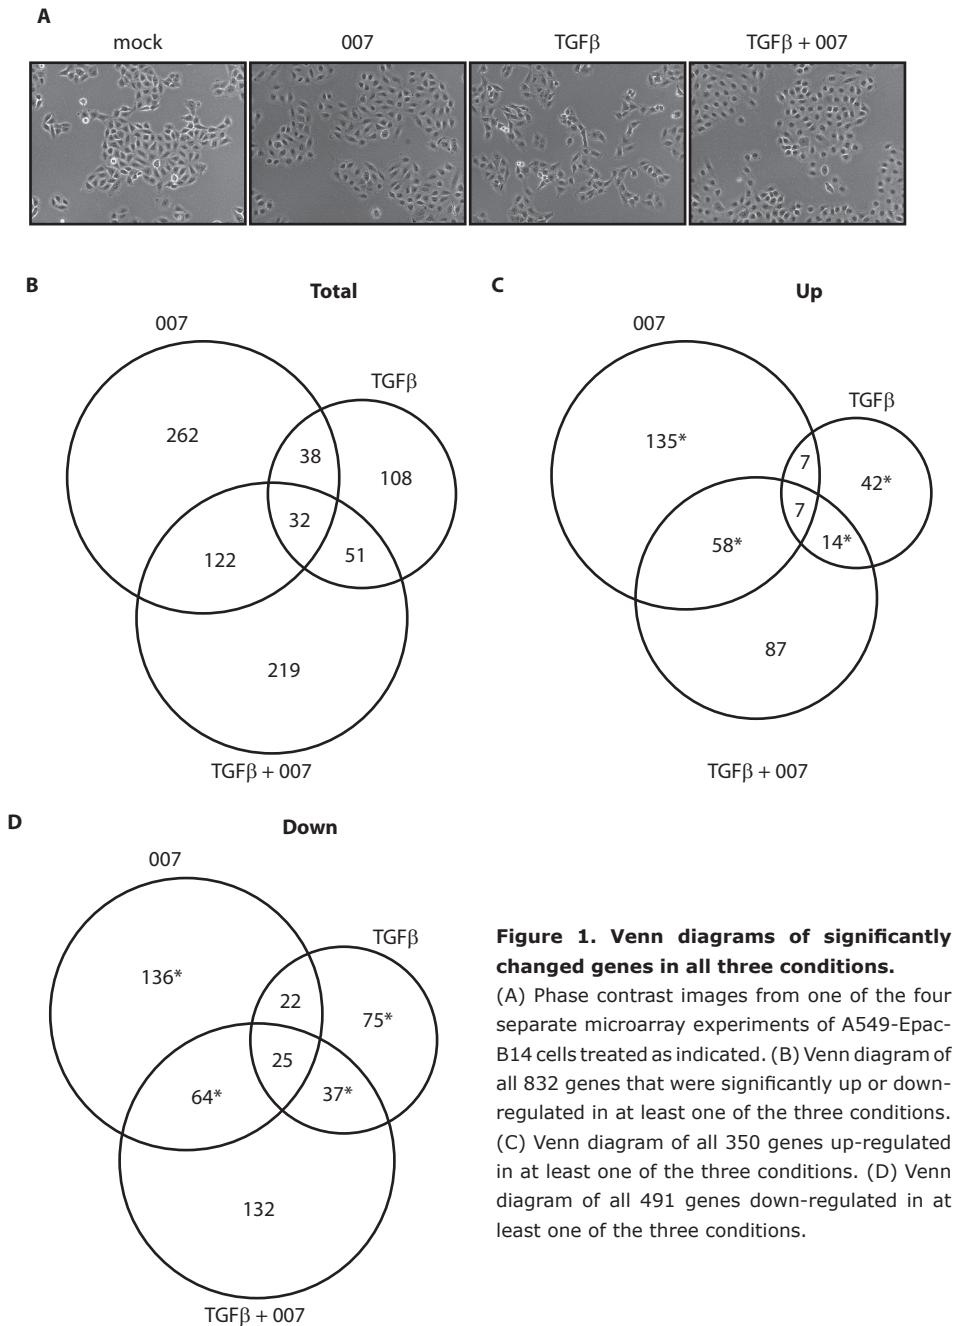 A
mock 007 TGFβ TGFβ + 007
B Total
007
TGFβ
262
38
108
32
122
51
219
TGFβ + 007
C Up
007
TGFβ
135*
7
42*
7
58*
14*
87
TGFβ + 007
D Down
007
TGFβ
136*
22
75*
25
64*
37*
132
TGFβ + 007
Figure 1. Venn diagrams of significantly
changed genes in all three conditions.
(A) Phase contrast images from one of the four
separate microarray experiments of A549-Epac-
B14 cells treated as indicated. (B) Venn diagram of
all 832 genes that were significantly up or down-
regulated in at least one of the three conditions.
(C) Venn diagram of all 350 genes up-regulated
in at least one of the three conditions. (D) Venn
diagram of all 491 genes down-regulated in at
least one of the three conditions.